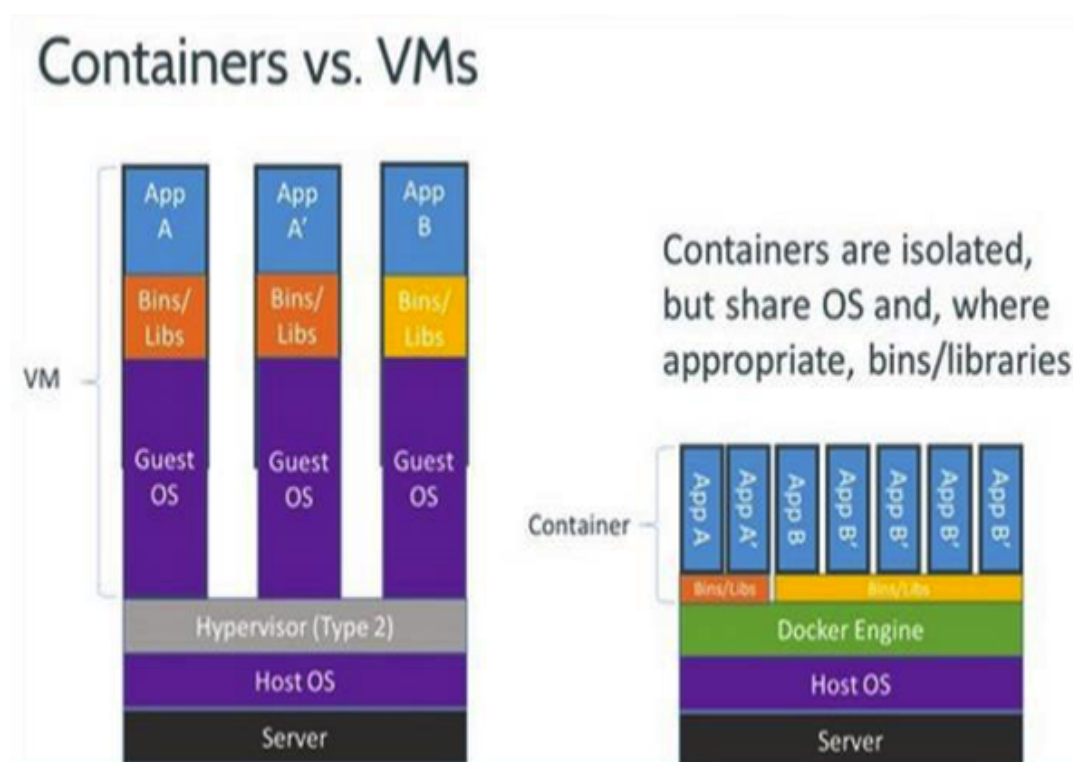 Containers vs. VMs
VM
App
A
App
A'
App
B
Bins/
Libs
Bins/
Libs
Bins/
Libs
Guest
OS
Guest
OS
Guest
OS
Hypervisor (Type 2)
Host OS
Server
Containers are isolated,
but share OS and, where
appropriate, bins/libraries
Container
App A
App A'
App B
App B'
App B'
App B'
App B'
Bins/Libs
Bins/Libs
Docker Engine
Host OS
Server